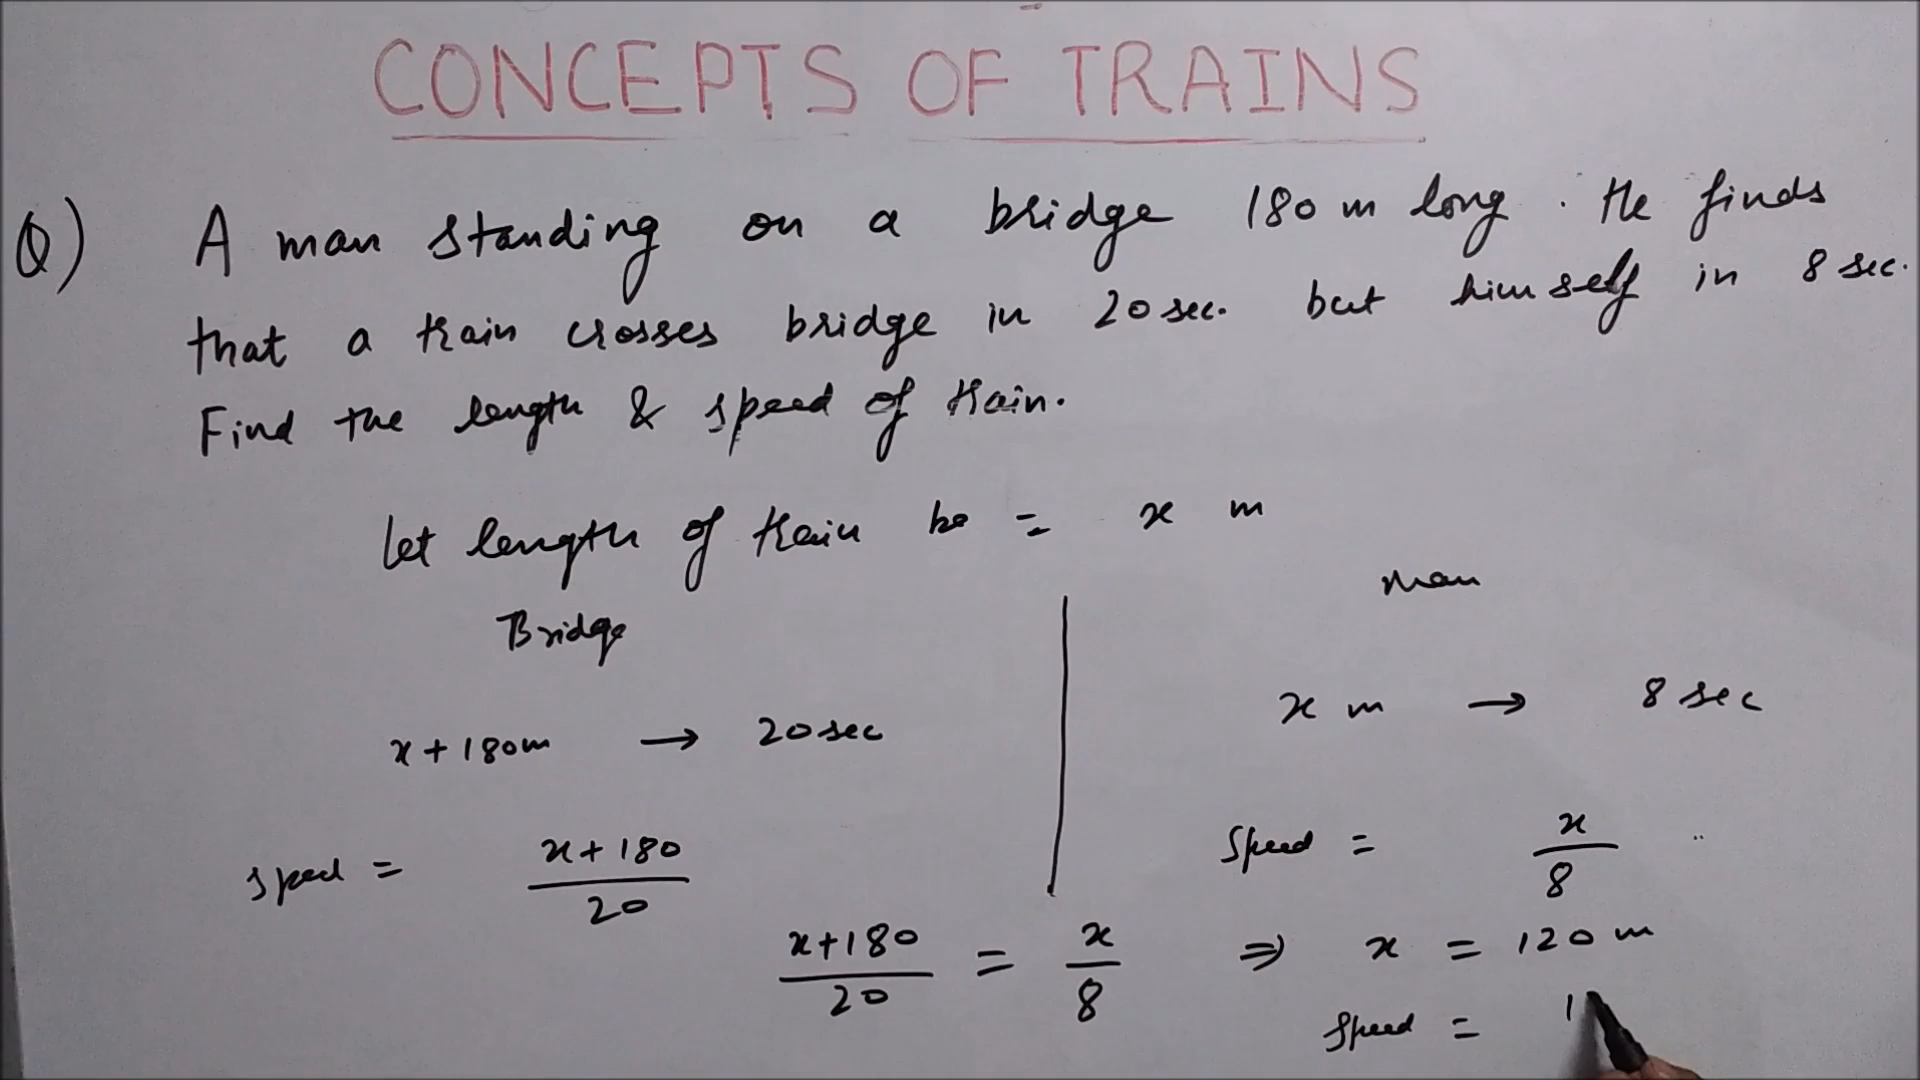 CONCEPTS OF TRAINS
Q) A man standing on a bridge 180 m long. He finds
that a train crosses bridge in 20 sec. but himself in 8 sec.
Find the length & speed of train.
let length of train be = x m
Bridge
man
x + 180m → 20 sec
x m → 8 sec
speed = x + 180 / 20
Speed = x / 8
x + 180 / 20 = x / 8 ⇒ x = 120 m
Speed = 1